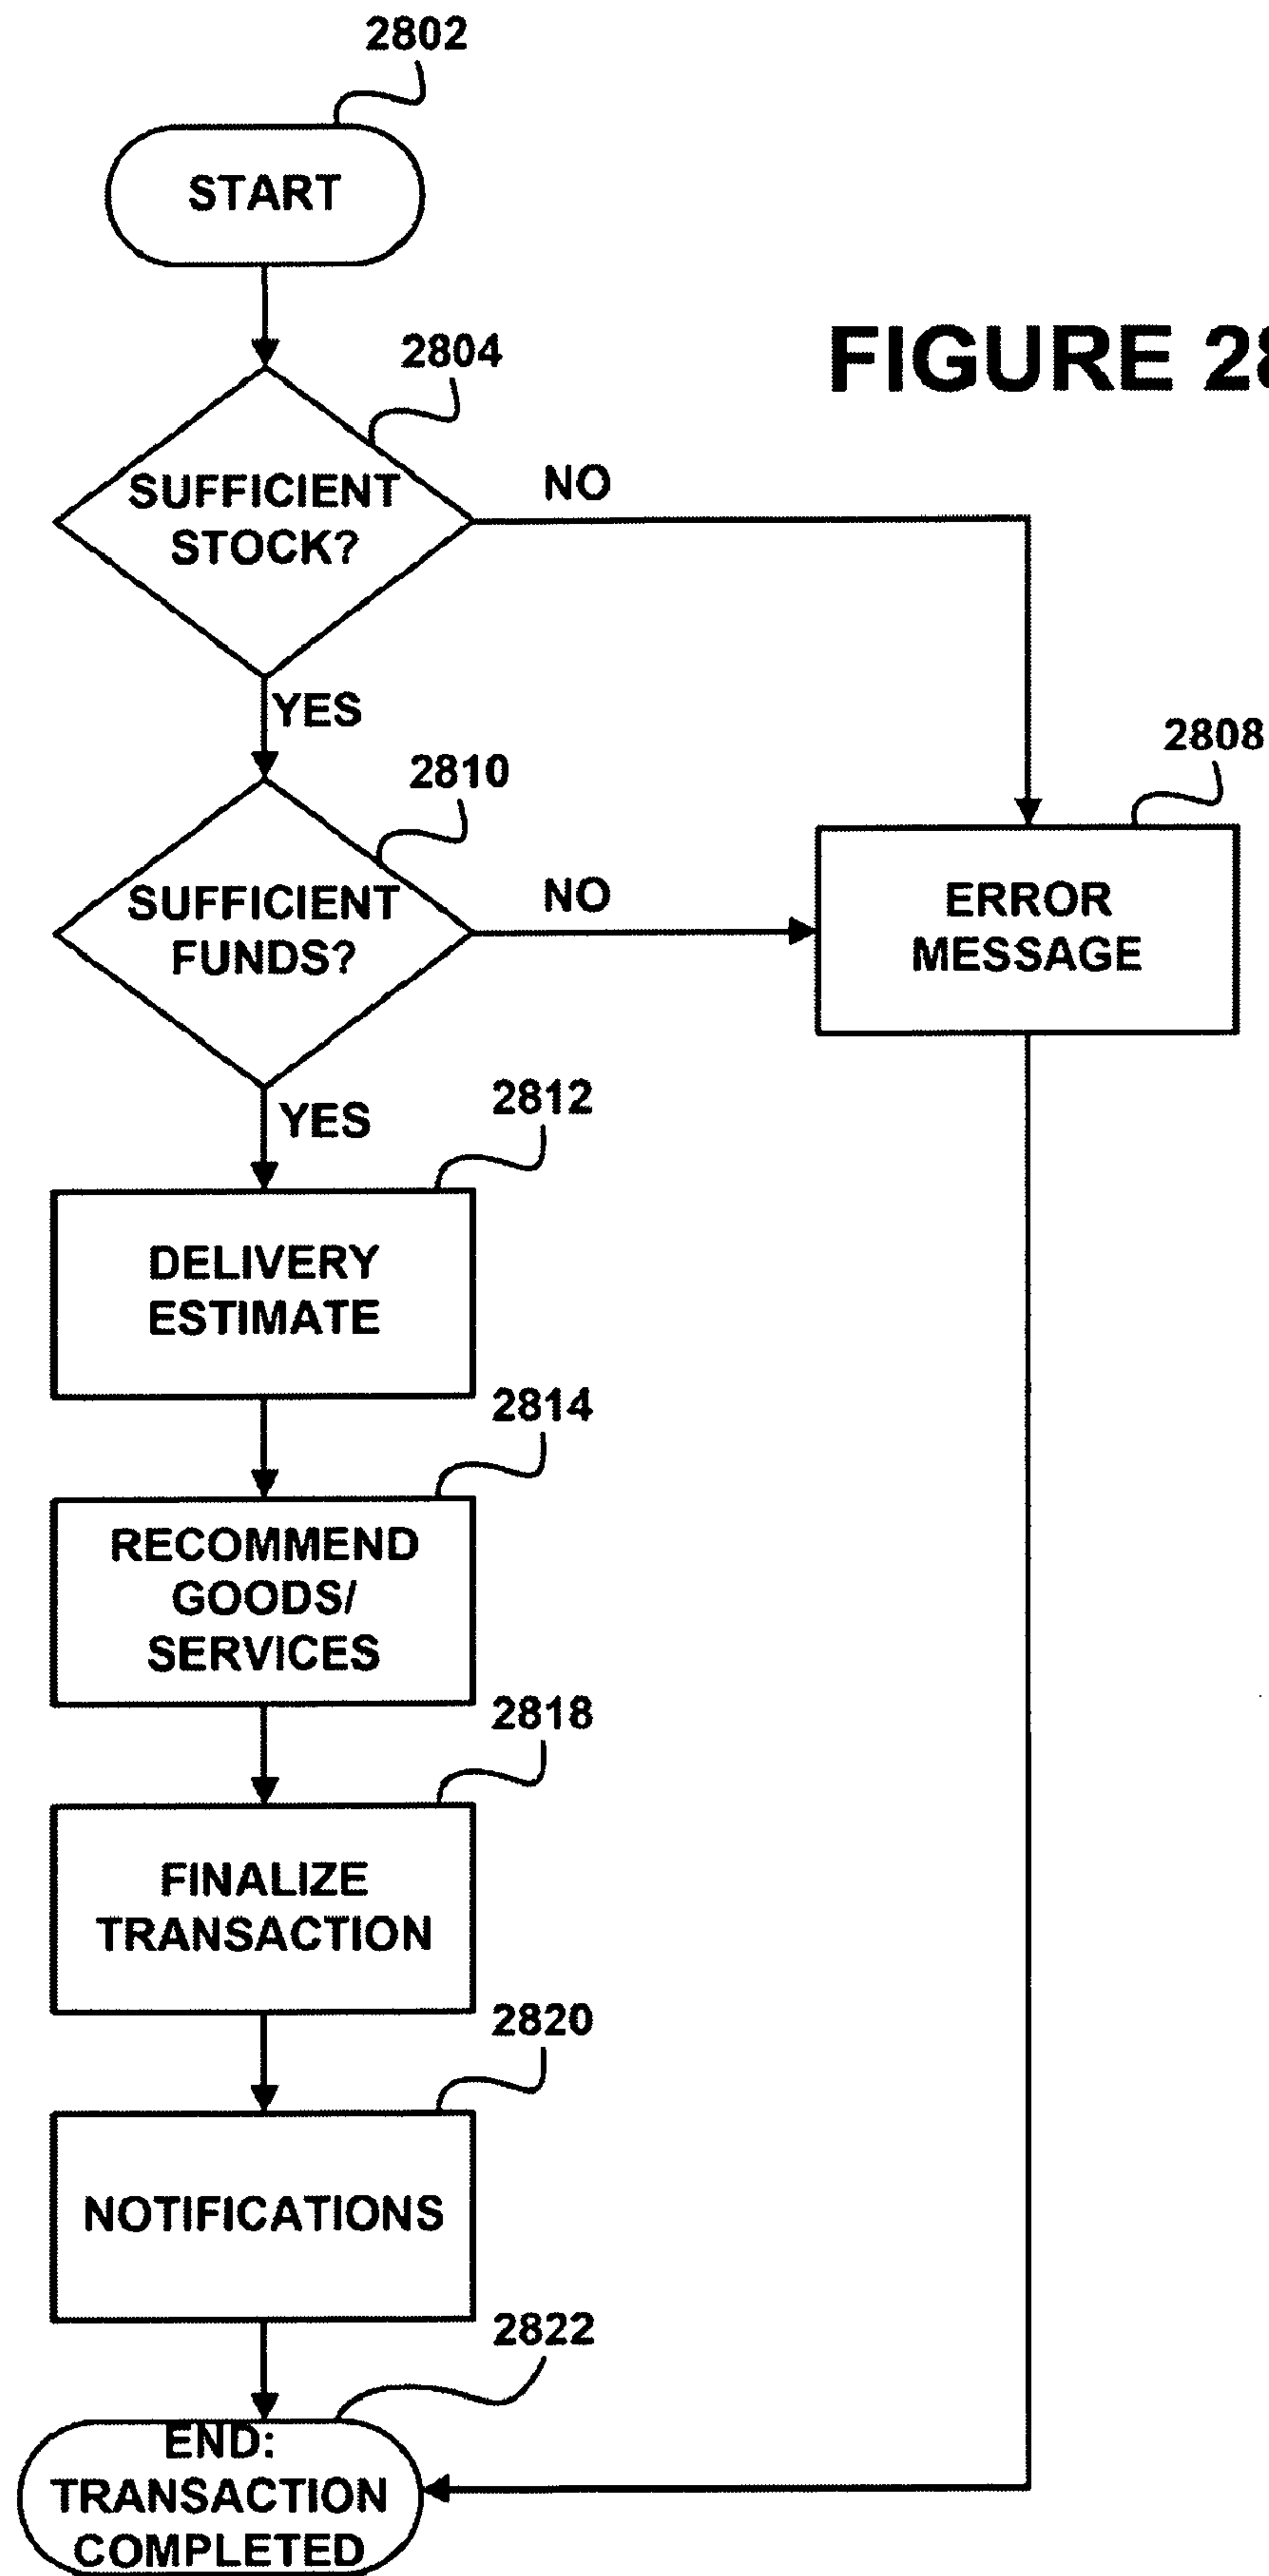 2802
START
FIGURE 28
2804
SUFFICIENT
STOCK?
NO
YES
2808
2810
SUFFICIENT
FUNDS?
NO
ERROR
MESSAGE
YES
2812
DELIVERY
ESTIMATE
2814
RECOMMEND
GOODS/
SERVICES
2818
FINALIZE
TRANSACTION
2820
NOTIFICATIONS
2822
END:
TRANSACTION
COMPLETED